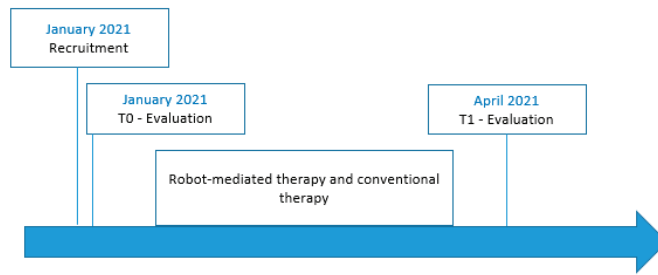 January 2021
Recruitment
January 2021
T0 - Evaluation
April 2021
T1 - Evaluation
Robot-mediated therapy and conventional
therapy